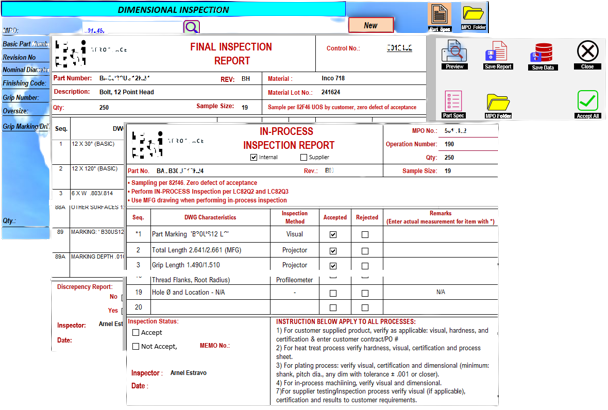 DIMENSIONAL INSPECTION
New
Part Spec
MPO Folder
Basic Part
Revision No
Nominal Dia
Finishing Code:
Grip Number:
Oversize:
Grip Marking Dri
Qty.:
Preview
Save Report
Save Data
Close
Part Spec
MPO Folder
Accept All
FINAL INSPECTION
REPORT
Control No.:
Part Number:
REV: BH
Material : Inco 718
Description: Bolt, 12 Point Head
Material Lot No.: 241624
Qty: 250
Sample Size: 19
Sample per 82F46 UOS by customer, zero defect of acceptance
Seq.
DW
1 12 X 30° (BASIC)
2 12 X 120° (BASIC)
3 6 X W .803/.814
88A OTHER SURFACES
89 MARKING "B30US12
89A MARKING DEPTH .01
Discrepancy Report:
No
Yes
Inspector: Arnel Est
Date:
IN-PROCESS
INSPECTION REPORT
Internal Supplier
MPO No.:
Operation Number: 190
Qty: 250
Part No.
Rev.:
Sample Size: 19
• Sampling per 82f46. Zero defect of acceptance
• Perform IN-PROCESS Inspection per LC82Q2 and LC82Q3
• Use MFG drawing when performing in-process inspection
Seq. DWG Characteristics Inspection Method Accepted Rejected Remarks
(Enter actual measurement for item with *)
*1 Part Marking Visual
2 Total Length 2.641/2.661 (MFG) Projector
3 Grip Length 1.490/1.510 Projector
Thread Flanks, Root Radius) Profileometer
19 Hole Ø and Location - N/A - N/A
20
Inspection Status:
Accept
Not Accept, MEMO No.:
Inspector : Arnel Estravo
Date :
INSTRUCTION BELOW APPLY TO ALL PROCESSES:
1) For customer supplied product, verify as applicable: visual, hardness, and
certification & enter customer contract/PO #
2) For heat treat process verify hardness, visual, certification and process
sheet.
3) For plating process: verify visual, certification and dimensional (minimum:
shank, pitch dia., any dim with tolerance ± .001 or closer).
4) For in-process machiining, verify visual and dimensional.
7)For supplier testing/inspection process verify visual (if applicable),
certification and results to customer requirements.